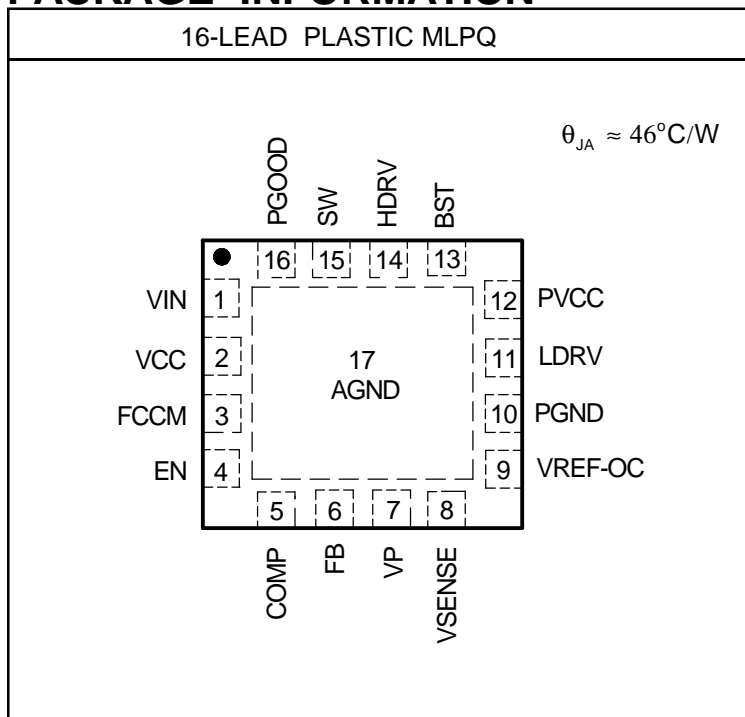 PACKAGE INFORMATION
16-LEAD PLASTIC MLPQ
θJA ≈ 46°C/W
PGOOD
SW
HDRV
BST
16
15
14
13
VIN
1
VCC
2
FCCM
3
EN
4
12
PVCC
11
LDRV
10
PGND
9
VREF-OC
17
AGND
5
6
7
8
COMP
FB
VP
VSENSE